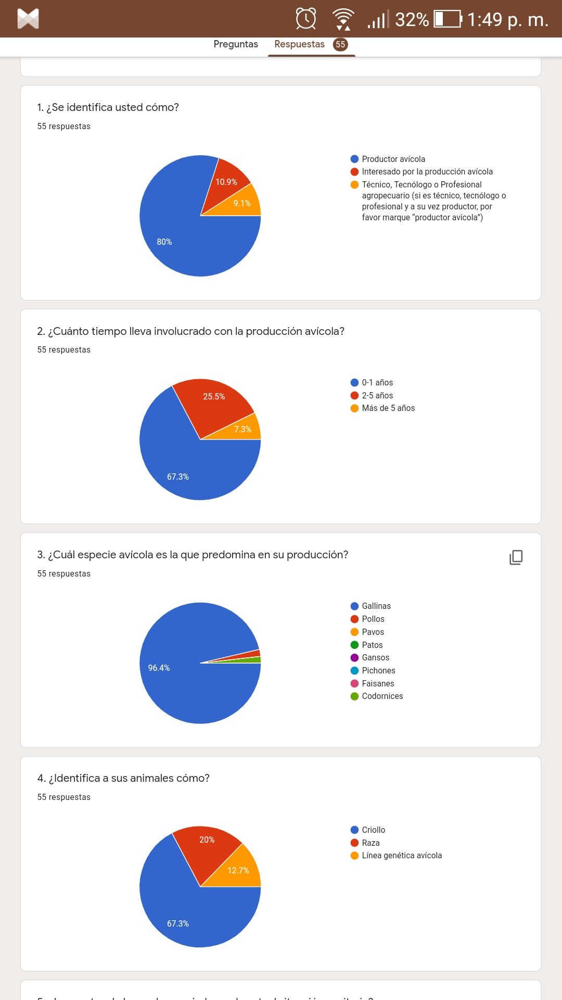 32% 1:49 p. m.
Preguntas Respuestas 55
1. ¿Se identifica usted cómo?
55 respuestas
Productor avícola
Interesado por la producción avícola
Técnico, Tecnólogo o Profesional
agropecuario (si es técnico, tecnólogo o
profesional y a su vez productor, por
favor marque “productor avícola”)
10.9%
9.1%
80%
2. ¿Cuánto tiempo lleva involucrado con la producción avícola?
55 respuestas
0-1 años
2-5 años
Más de 5 años
25.5%
7.3%
67.3%
3. ¿Cuál especie avícola es la que predomina en su producción?
55 respuestas
Gallinas
Pollos
Pavos
Patos
Gansos
Pichones
Faisanes
Codornices
96.4%
4. ¿Identifica a sus animales cómo?
55 respuestas
Criollo
Raza
Línea genética avícola
20%
12.7%
67.3%